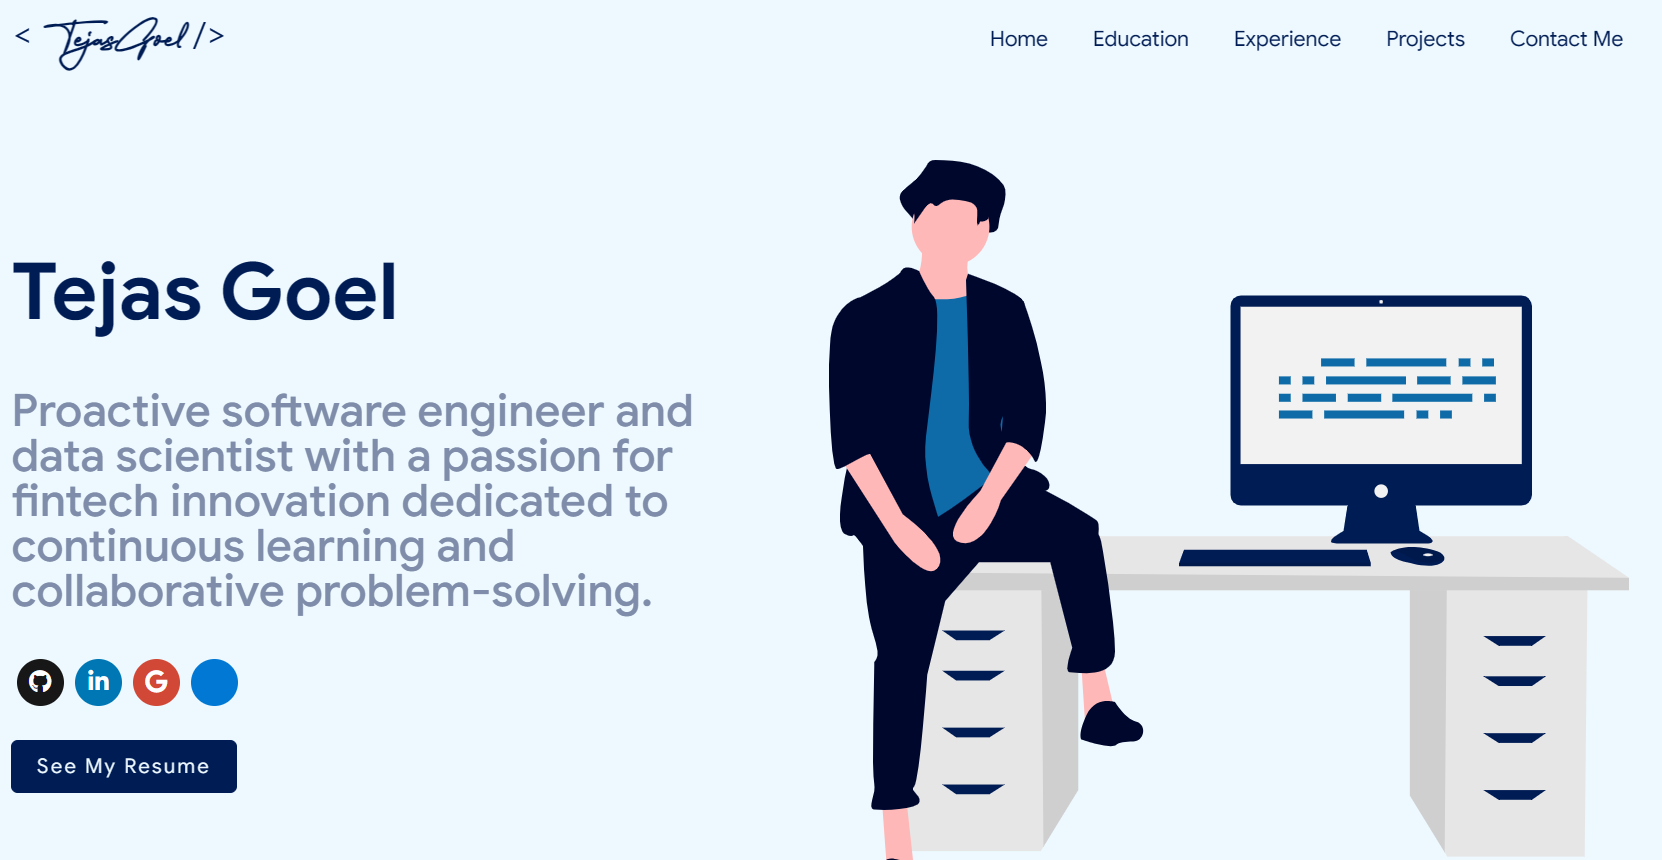 < TejasGoel />
Home Education Experience Projects Contact Me
Tejas Goel
Proactive software engineer and
data scientist with a passion for
fintech innovation dedicated to
continuous learning and
collaborative problem-solving.
in G
See My Resume